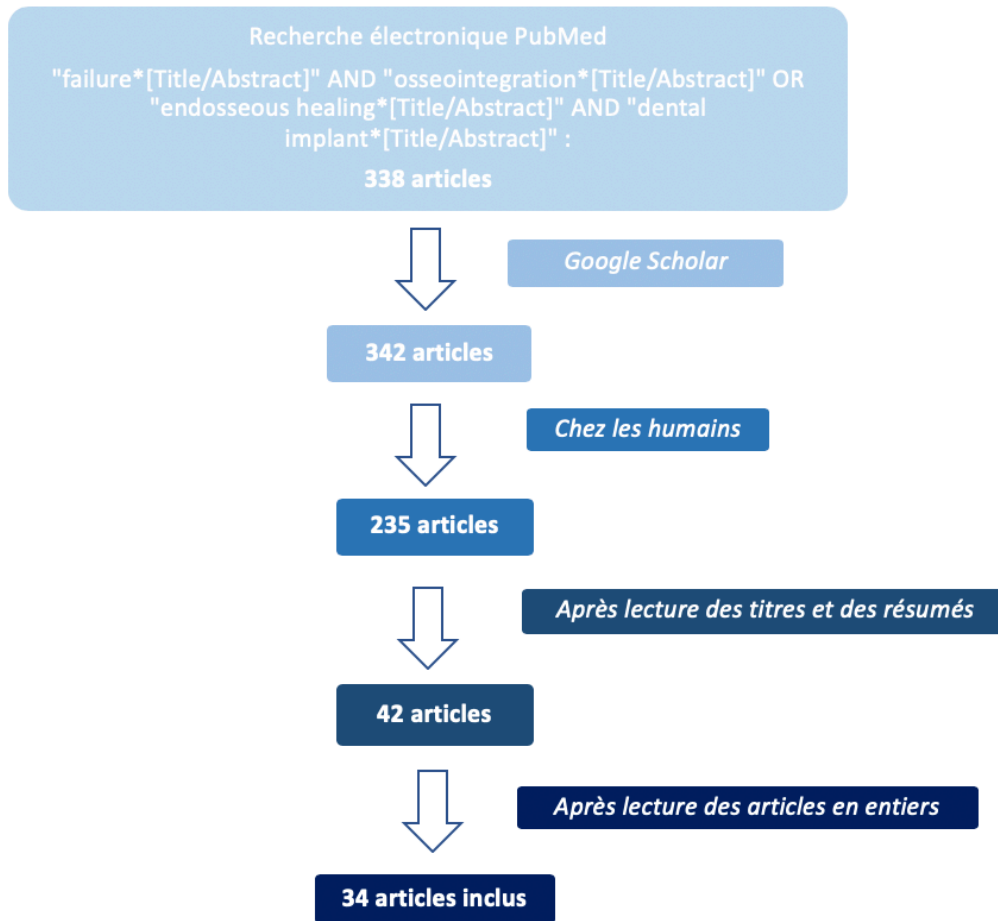 Recherche électronique PubMed
"failure*[Title/Abstract]" AND "osseointegration*[Title/Abstract]" OR
"endosseous healing*[Title/Abstract]" AND "dental
implant*[Title/Abstract]" :
338 articles
Google Scholar
342 articles
Chez les humains
235 articles
Après lecture des titres et des résumés
42 articles
Après lecture des articles en entiers
34 articles inclus